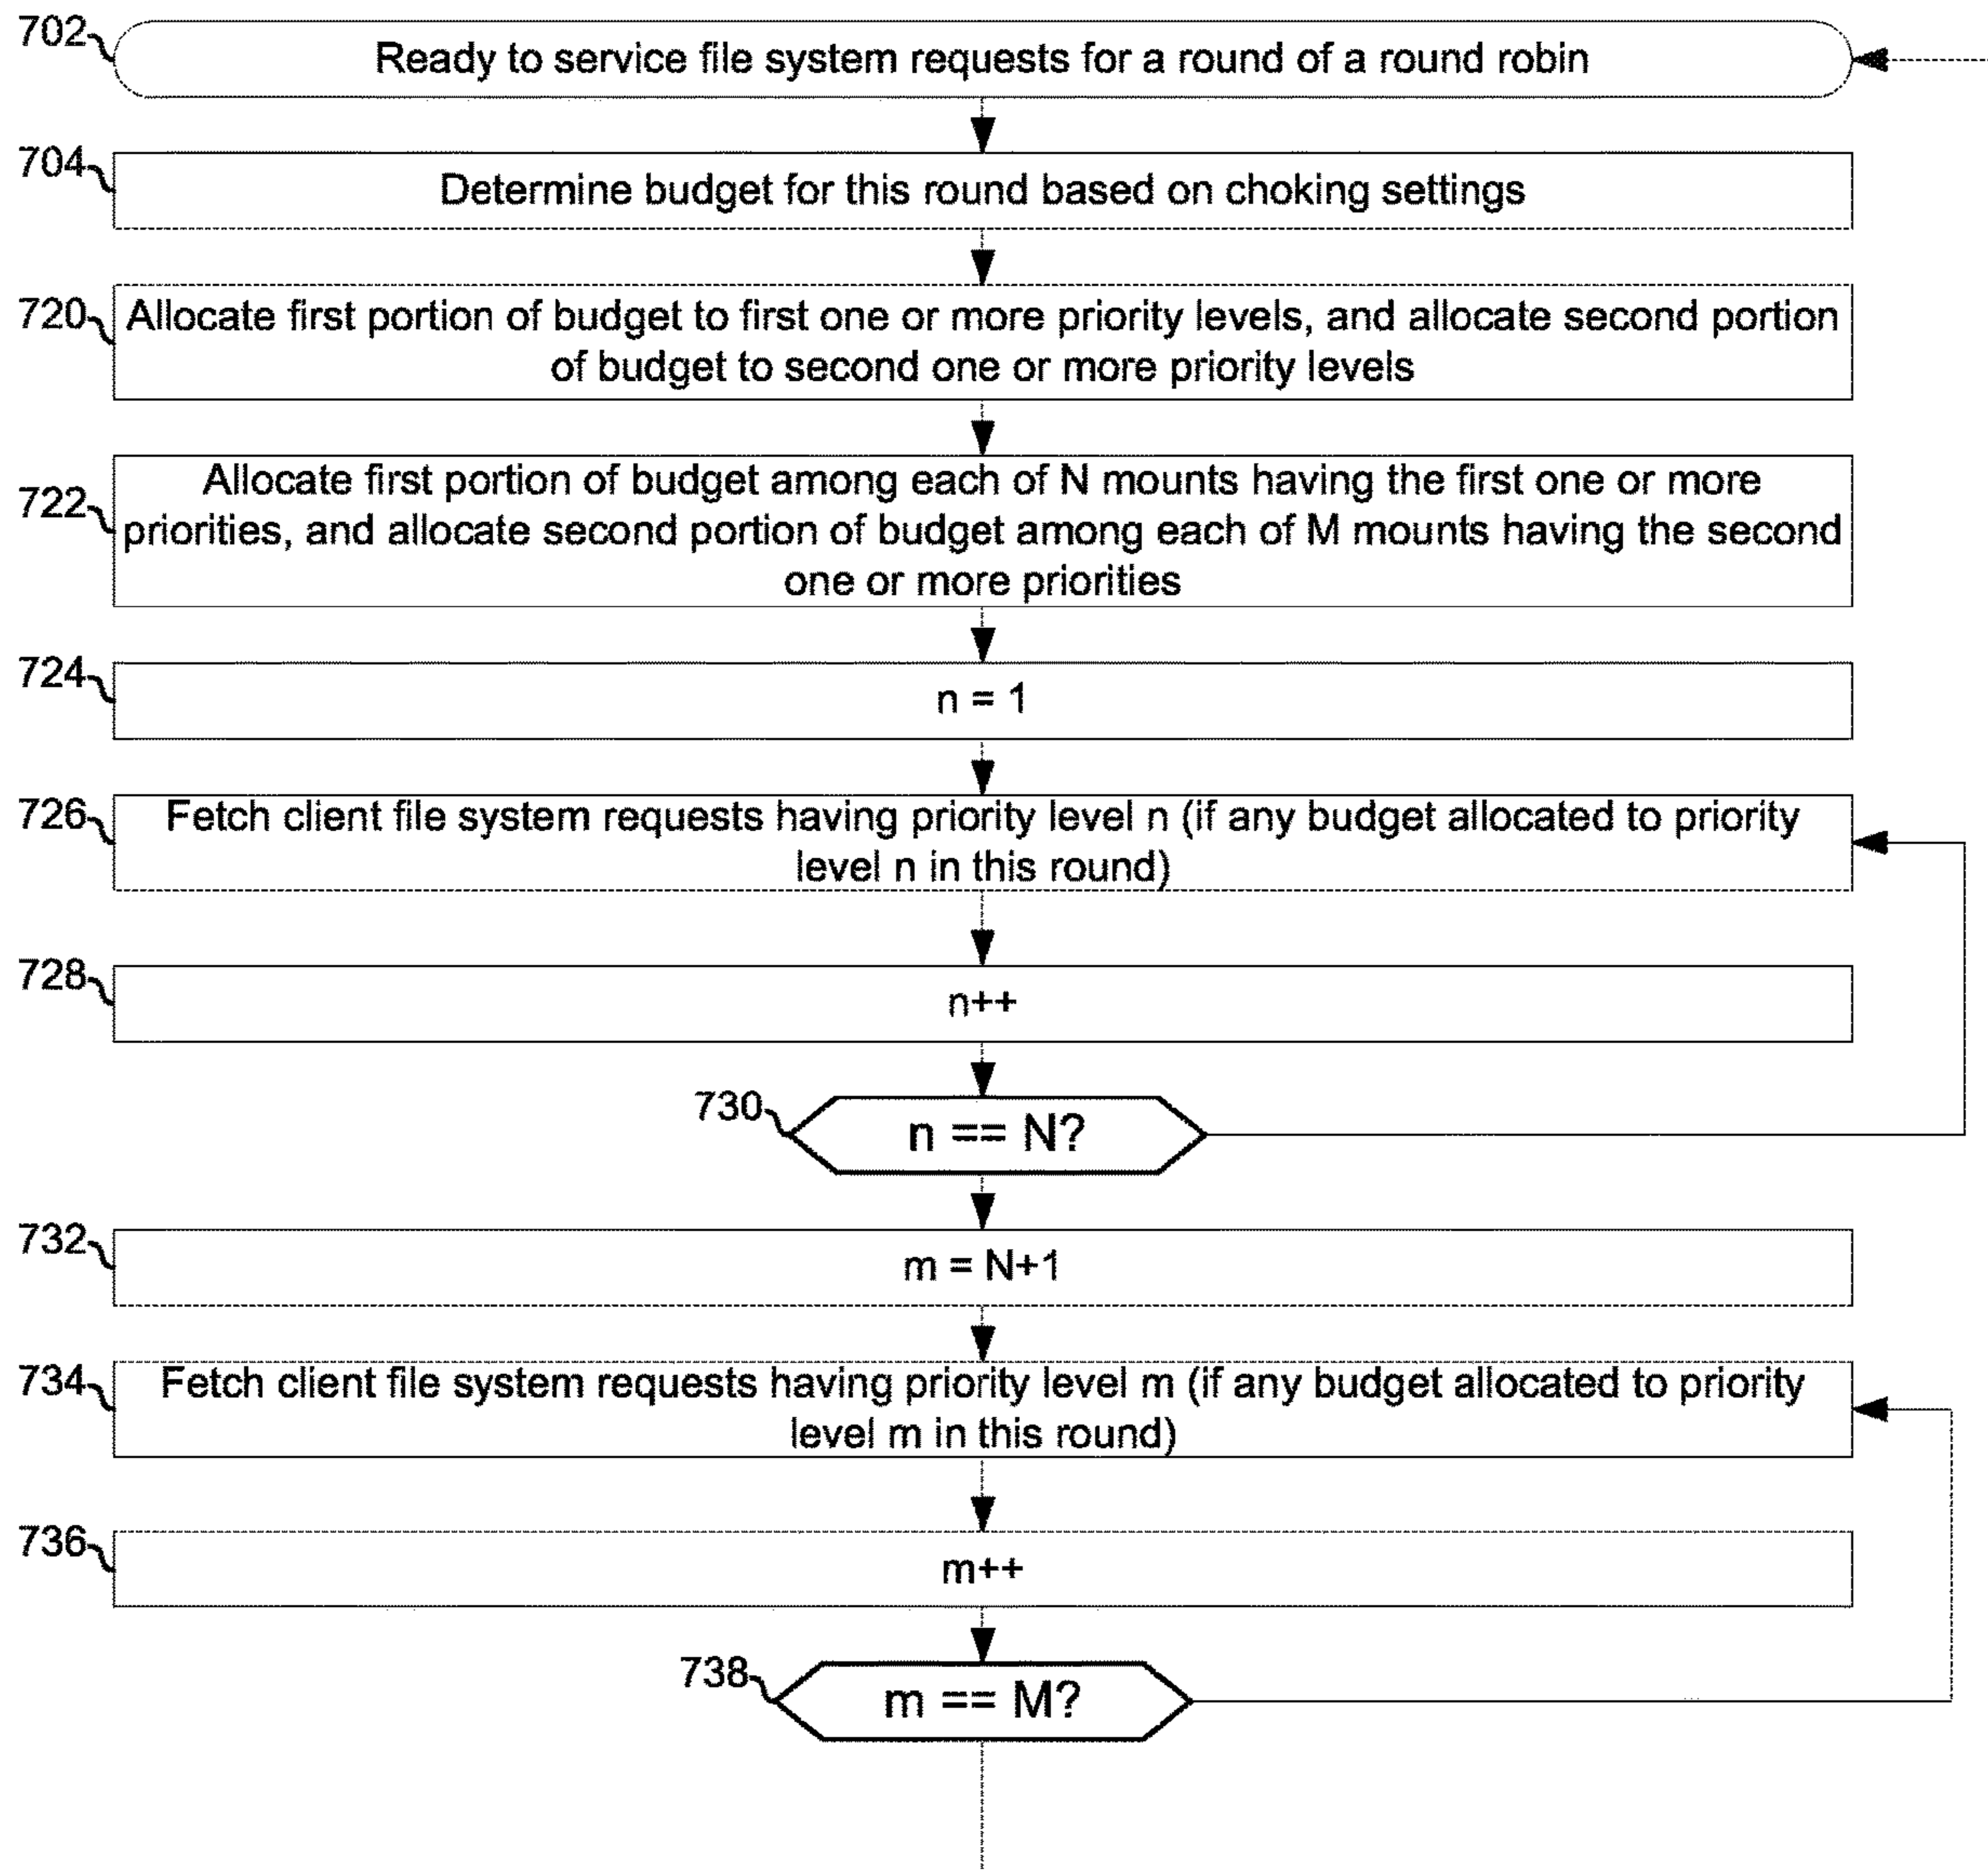 702
Ready to service file system requests for a round of a round robin
704
Determine budget for this round based on choking settings
720
Allocate first portion of budget to first one or more priority levels, and allocate second portion
of budget to second one or more priority levels
722
Allocate first portion of budget among each of N mounts having the first one or more
priorities, and allocate second portion of budget among each of M mounts having the second
one or more priorities
724
n = 1
726
Fetch client file system requests having priority level n (if any budget allocated to priority
level n in this round)
728
n++
730
n == N?
732
m = N+1
734
Fetch client file system requests having priority level m (if any budget allocated to priority
level m in this round)
736
m++
738
m == M?